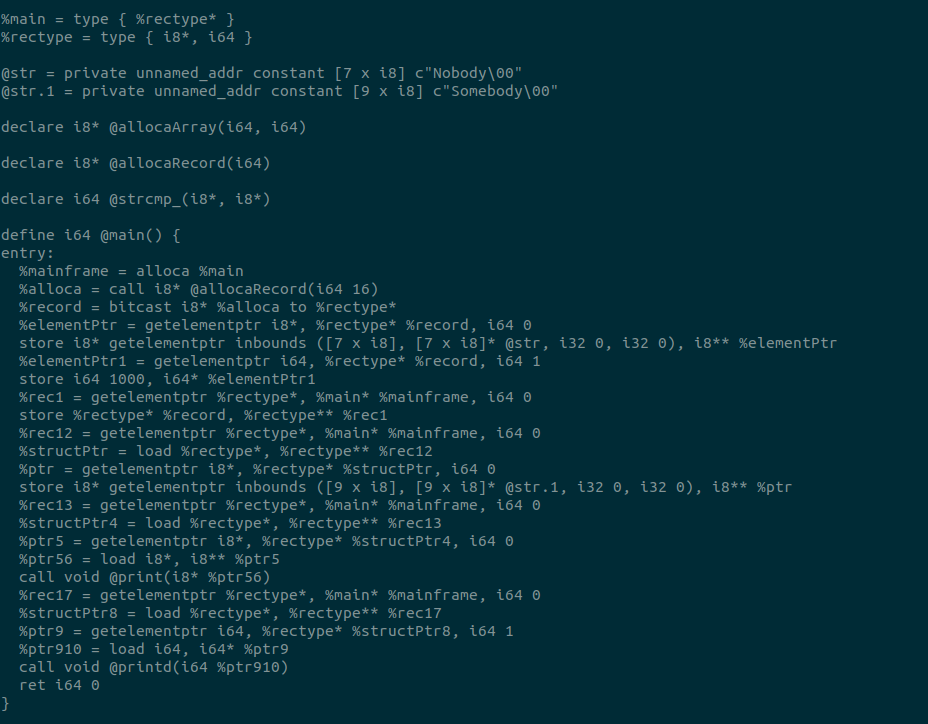 %main = type { %rectype* }
%rectype = type { i8*, i64 }
@str = private unnamed_addr constant [7 x i8] c"Nobody\00"
@str.1 = private unnamed_addr constant [9 x i8] c"Somebody\00"
declare i8* @allocaArray(i64, i64)
declare i8* @allocaRecord(i64)
declare i64 @strcmp_(i8*, i8*)
define i64 @main() {
entry:
  %mainframe = alloca %main
  %alloca = call i8* @allocaRecord(i64 16)
  %record = bitcast i8* %alloca to %rectype*
  %elementPtr = getelementptr i8*, %rectype* %record, i64 0
  store i8* getelementptr inbounds ([7 x i8], [7 x i8]* @str, i32 0, i32 0), i8** %elementPtr
  %elementPtr1 = getelementptr i64, %rectype* %record, i64 1
  store i64 1000, i64* %elementPtr1
  %rec1 = getelementptr %rectype*, %main* %mainframe, i64 0
  store %rectype* %record, %rectype** %rec1
  %rec12 = getelementptr %rectype*, %main* %mainframe, i64 0
  %structPtr = load %rectype*, %rectype** %rec12
  %ptr = getelementptr i8*, %rectype* %structPtr, i64 0
  store i8* getelementptr inbounds ([9 x i8], [9 x i8]* @str.1, i32 0, i32 0), i8** %ptr
  %rec13 = getelementptr %rectype*, %main* %mainframe, i64 0
  %structPtr4 = load %rectype*, %rectype** %rec13
  %ptr5 = getelementptr i8*, %rectype* %structPtr4, i64 0
  %ptr56 = load i8*, i8** %ptr5
  call void @print(i8* %ptr56)
  %rec17 = getelementptr %rectype*, %main* %mainframe, i64 0
  %structPtr8 = load %rectype*, %rectype** %rec17
  %ptr9 = getelementptr i64, %rectype* %structPtr8, i64 1
  %ptr910 = load i64, i64* %ptr9
  call void @printd(i64 %ptr910)
  ret i64 0
}